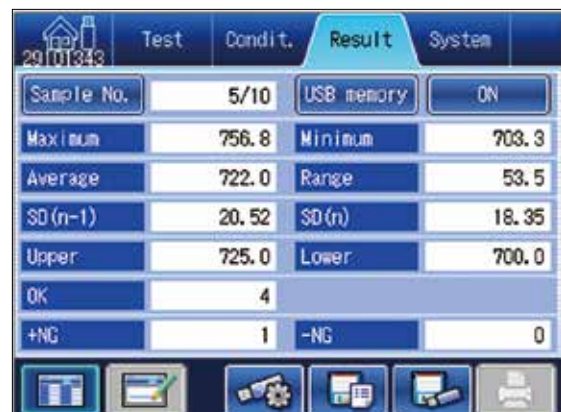 Test Condit. Result System
29101343
Sample No. 5/10 USB memory ON
Maximum 756.8 Minimum 703.3
Average 722.0 Range 53.5
SD(n-1) 20.52 SD(n) 18.35
Upper 725.0 Lower 700.0
OK 4
+NG 1 -NG 0